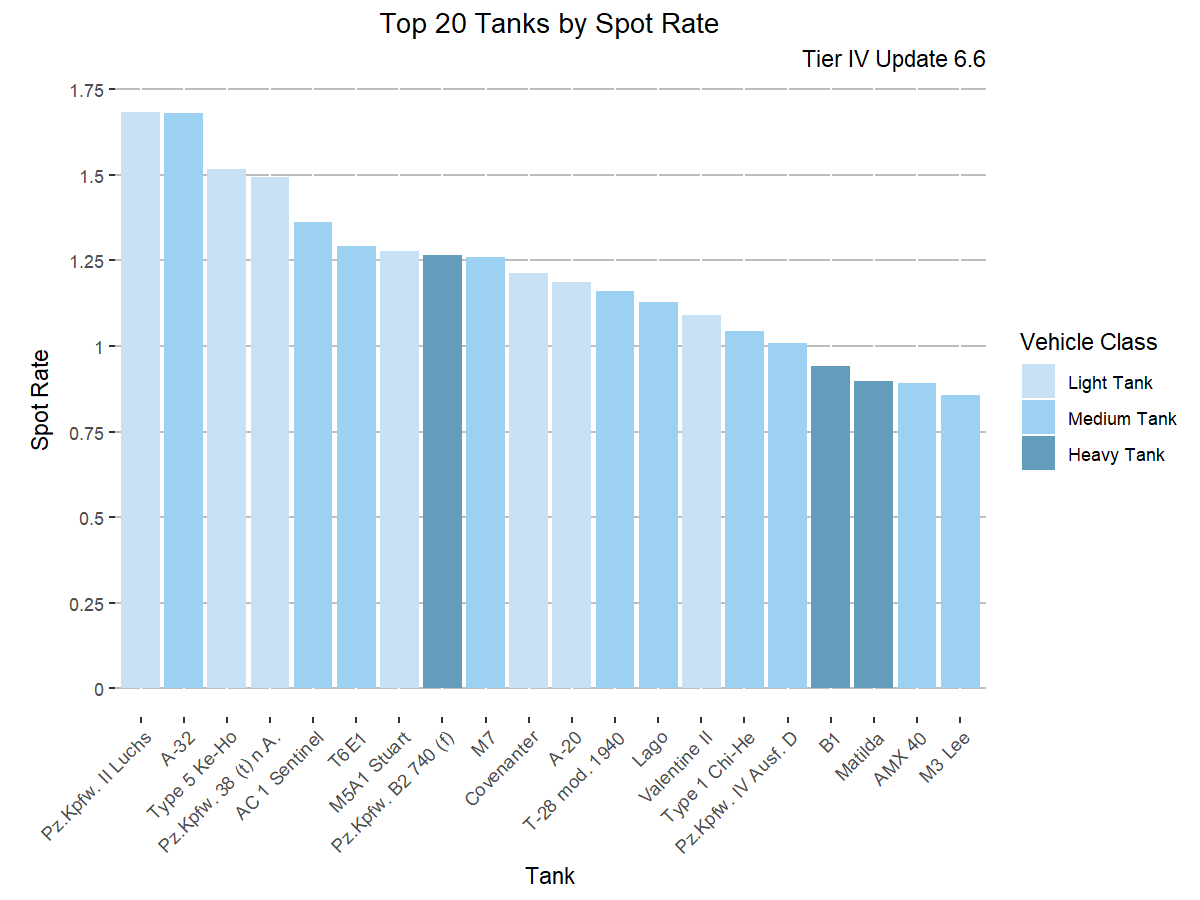 Top 20 Tanks by Spot Rate
Tier IV Update 6.6
1.75
1.5
1.25
1
0.75
0.5
0.25
0
Spot Rate
Pz.Kpfw. II Luchs
A-32
Type 5 Ke-Ho
Pz.Kpfw. 38 (t) n A.
AC 1 Sentinel
T6E1
M5A1 Stuart
Pz.Kpfw. B2 740 (f)
M7
Covenanter
A-20
T-28 mod. 1940
Lago
Valentine II
Type 1 Chi-He
Pz.Kpfw. IV Ausf. D
B1
Matilda
AMX 40
M3 Lee
Tank
Vehicle Class
Light Tank
Medium Tank
Heavy Tank